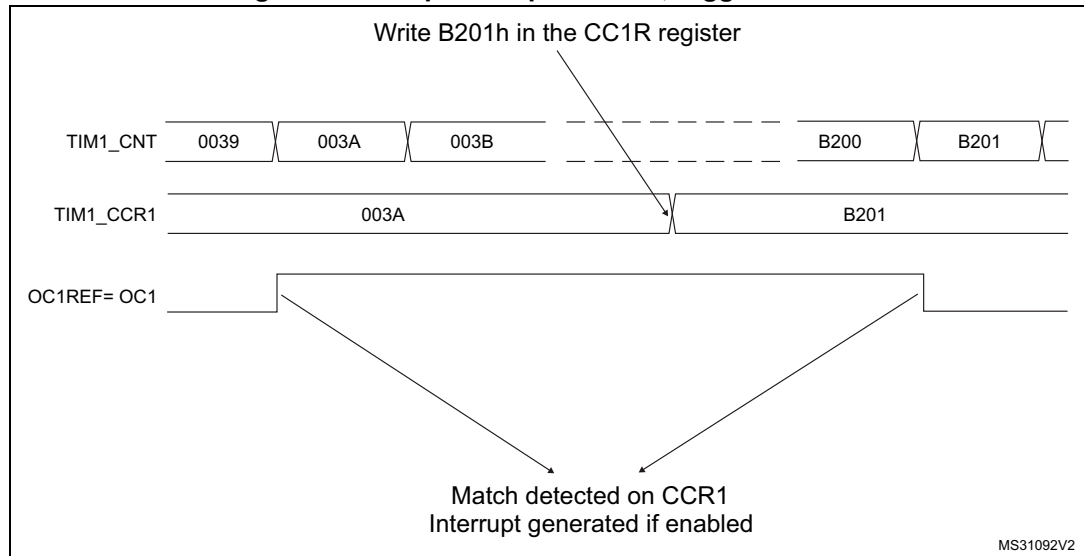 Write B201h in the CC1R register
TIM1_CNT 0039 003A 003B B200 B201
TIM1_CCR1 003A B201
OC1REF= OC1
Match detected on CCR1
Interrupt generated if enabled
MS31092V2